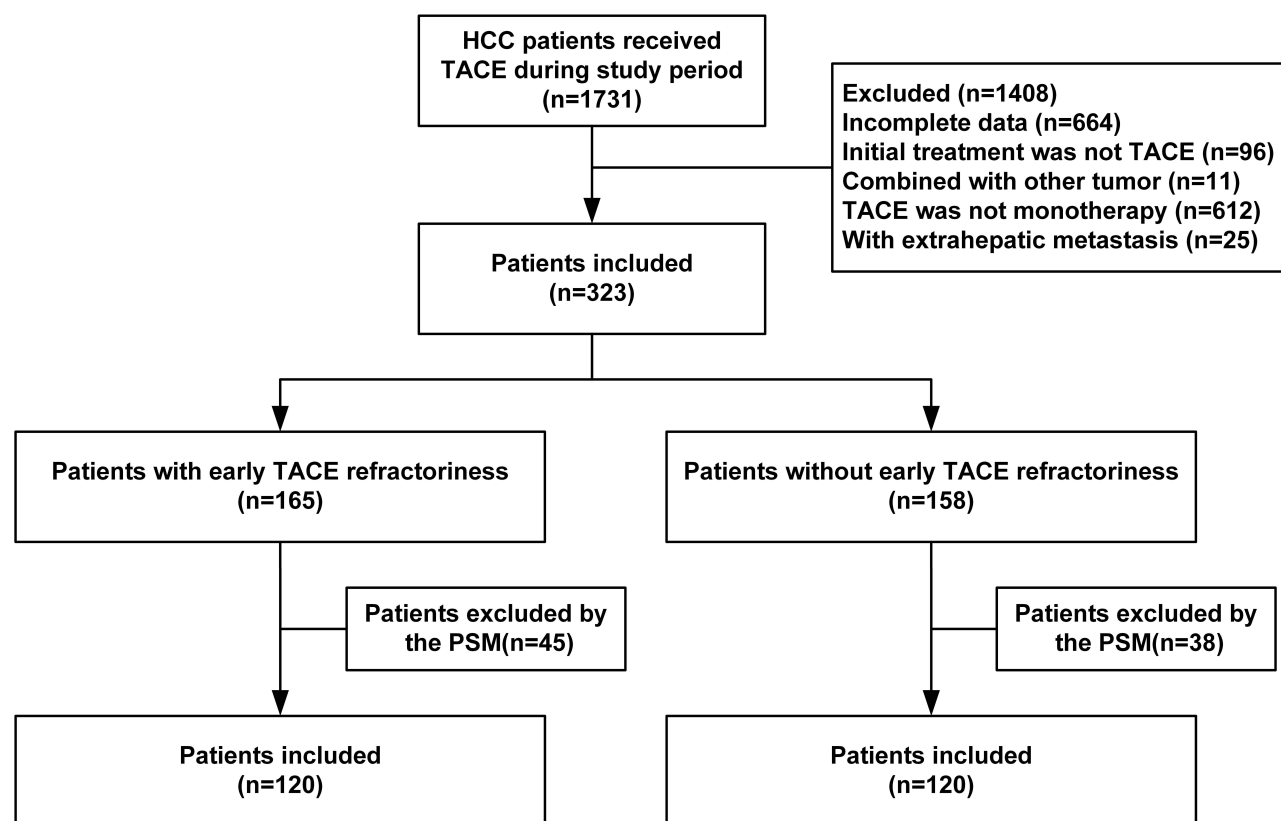 HCC patients received
TACE during study period
(n=1731)
Excluded (n=1408)
Incomplete data (n=664)
Initial treatment was not TACE (n=96)
Combined with other tumor (n=11)
TACE was not monotherapy (n=612)
With extrahepatic metastasis (n=25)
Patients included
(n=323)
Patients with early TACE refractoriness
(n=165)
Patients without early TACE refractoriness
(n=158)
Patients excluded by
the PSM(n=45)
Patients excluded by
the PSM(n=38)
Patients included
(n=120)
Patients included
(n=120)